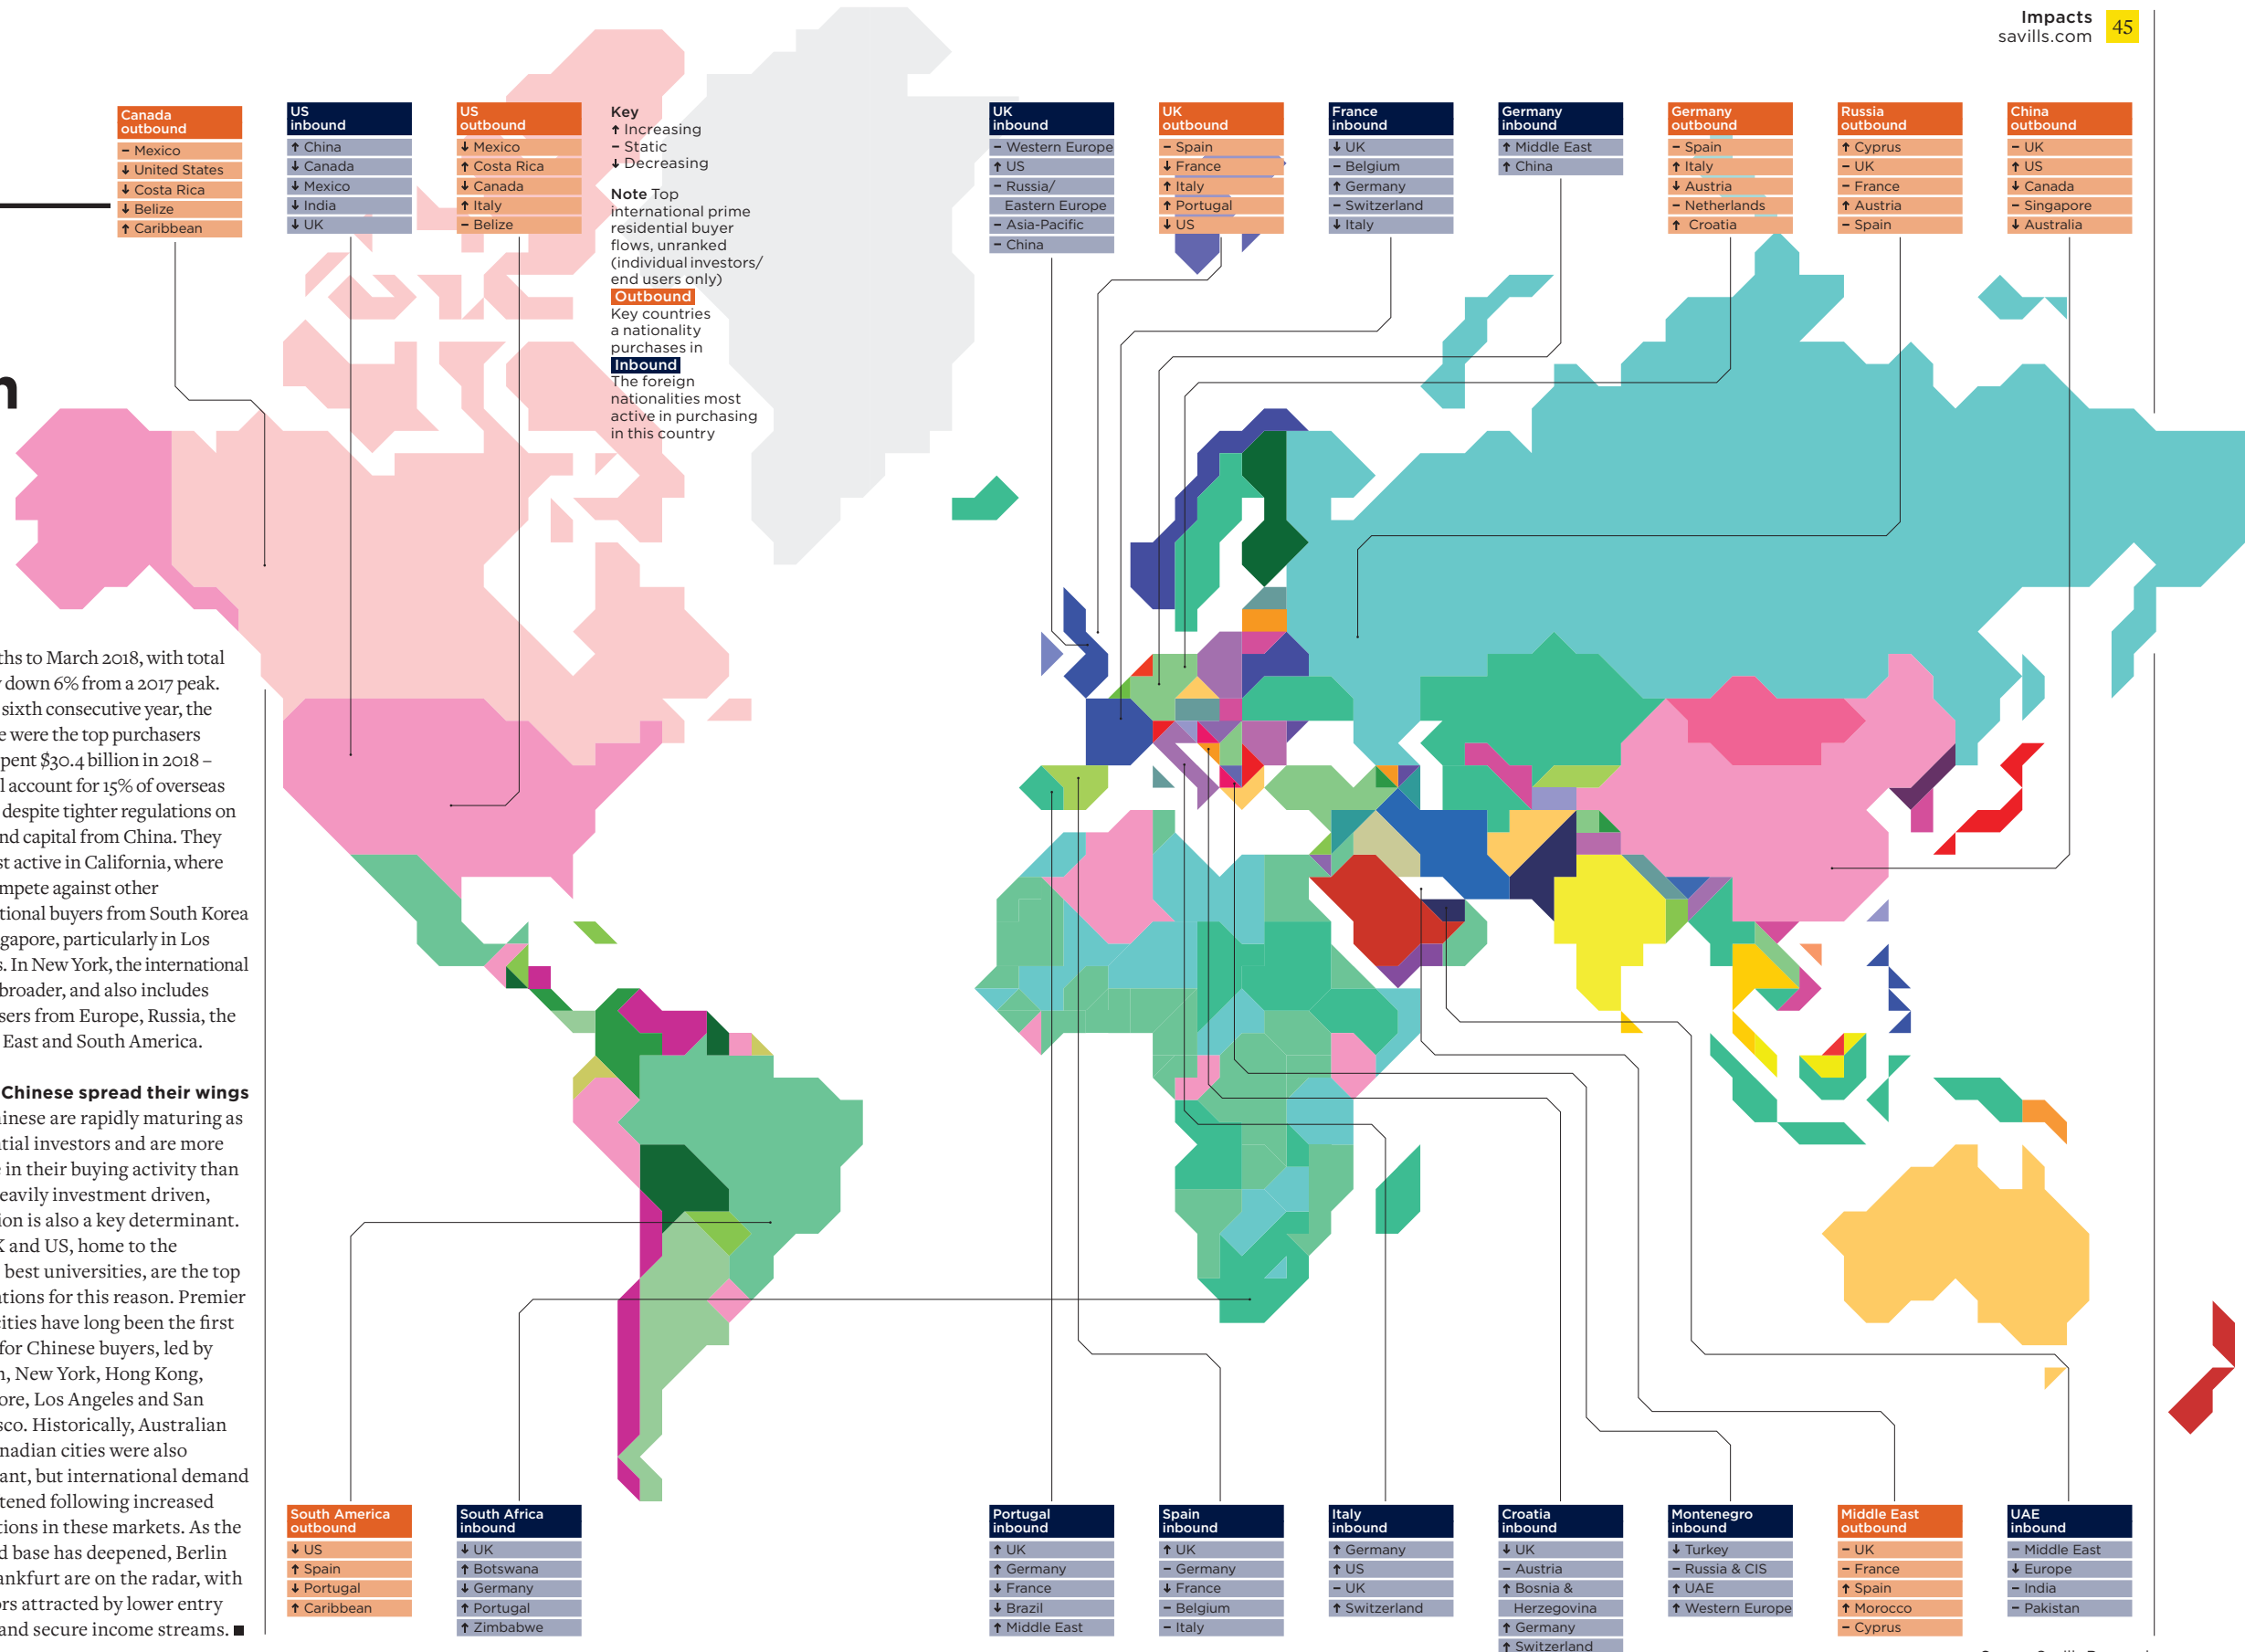 Impacts
savills.com
45
Canada
outbound
– Mexico
↓ United States
↓ Costa Rica
↓ Belize
↑ Caribbean
US
inbound
↑ China
↓ Canada
↓ Mexico
↓ India
↓ UK
US
outbound
↓ Mexico
↑ Costa Rica
↓ Canada
↑ Italy
– Belize
Key
↑ Increasing
– Static
↓ Decreasing
Note Top
international prime
residential buyer
flows, unranked
(individual investors/
end users only)
Outbound
Key countries
a nationality
purchases in
Inbound
The foreign
nationalities most
active in purchasing
in this country
UK
inbound
– Western Europe
↑ US
– Russia/
Eastern Europe
– Asia-Pacific
– China
UK
outbound
– Spain
↓ France
↑ Italy
↑ Portugal
↓ US
France
inbound
↓ UK
– Belgium
↑ Germany
– Switzerland
↓ Italy
Germany
inbound
↑ Middle East
↑ China
Germany
outbound
– Spain
↑ Italy
↓ Austria
– Netherlands
↑ Croatia
Russia
outbound
↑ Cyprus
– UK
– France
↑ Austria
– Spain
China
outbound
– UK
↑ US
↓ Canada
– Singapore
↓ Australia
n
ths to March 2018, with total
down 6% from a 2017 peak.
sixth consecutive year, the
e were the top purchasers
pent $30.4 billion in 2018 –
l account for 15% of overseas
despite tighter regulations on
nd capital from China. They
st active in California, where
mpete against other
tional buyers from South Korea
gapore, particularly in Los
s. In New York, the international
broader, and also includes
sers from Europe, Russia, the
East and South America.
Chinese spread their wings
hinese are rapidly maturing as
ntial investors and are more
e in their buying activity than
eavily investment driven,
ion is also a key determinant.
K and US, home to the
best universities, are the top
ations for this reason. Premier
cities have long been the first
for Chinese buyers, led by
n, New York, Hong Kong,
ore, Los Angeles and San
sco. Historically, Australian
nadian cities were also
ant, but international demand
tened following increased
tions in these markets. As the
d base has deepened, Berlin
ankfurt are on the radar, with
ors attracted by lower entry
and secure income streams. ■
South America
outbound
↓ US
↑ Spain
↓ Portugal
↑ Caribbean
South Africa
inbound
↓ UK
↑ Botswana
↓ Germany
↑ Portugal
↑ Zimbabwe
Portugal
inbound
↑ UK
↑ Germany
↓ France
↓ Brazil
↑ Middle East
Spain
inbound
↑ UK
– Germany
↓ France
– Belgium
– Italy
Italy
inbound
↑ Germany
↑ US
– UK
↑ Switzerland
Croatia
inbound
↓ UK
– Austria
↑ Bosnia &
Herzegovina
↑ Germany
↑ Switzerland
Montenegro
inbound
↓ Turkey
– Russia & CIS
↑ UAE
↑ Western Europe
Middle East
outbound
– UK
– France
↑ Spain
↑ Morocco
– Cyprus
UAE
inbound
– Middle East
↓ Europe
– India
– Pakistan